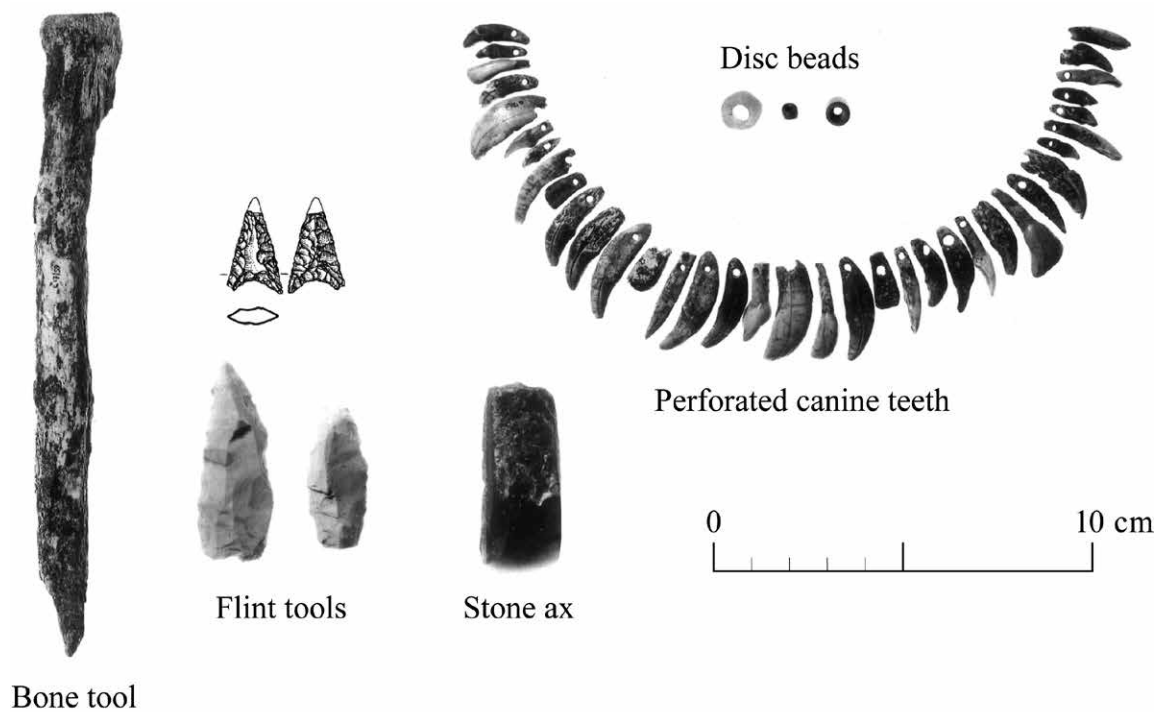 Disc beads
Perforated canine teeth
0 10 cm
Flint tools
Stone ax
Bone tool